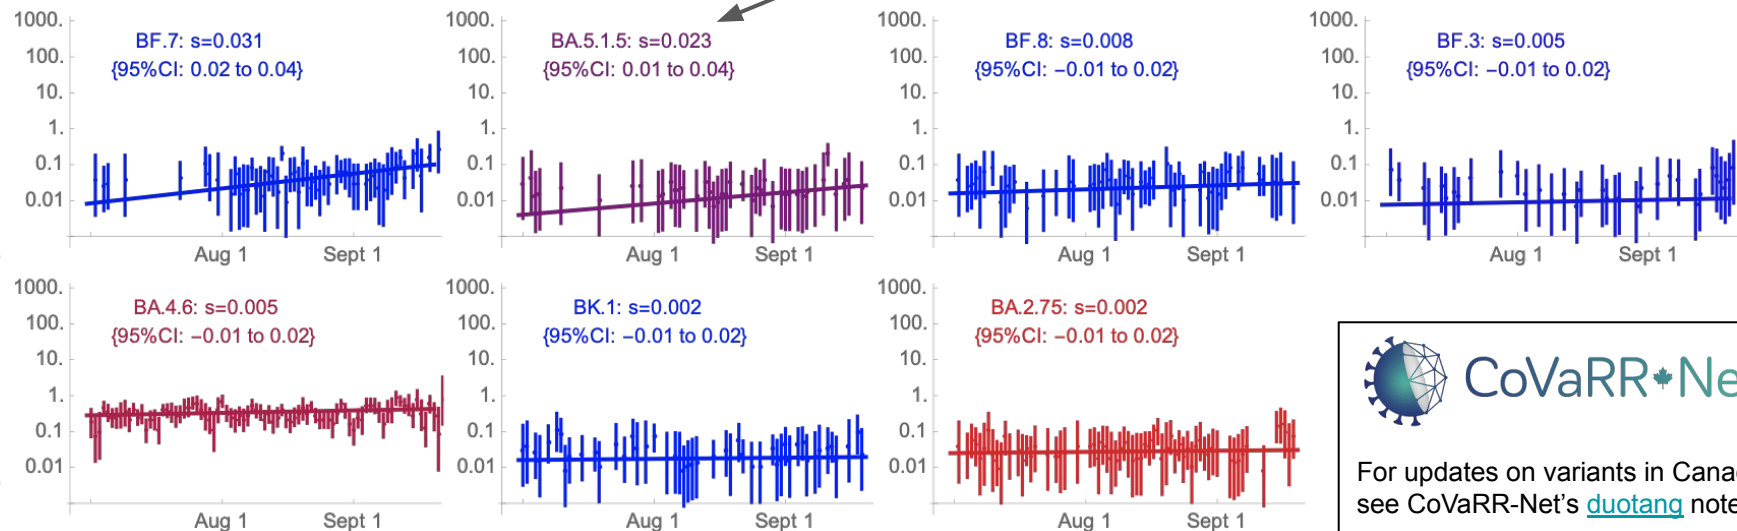 1000.
100.
10.
1.
0.1
0.01
BF.7: s=0.031
{95%CI: 0.02 to 0.04}
Aug 1 Sept 1
1000.
100.
10.
1.
0.1
0.01
BA.5.1.5: s=0.023
{95%CI: 0.01 to 0.04}
Aug 1 Sept 1
1000.
100.
10.
1.
0.1
0.01
BF.8: s=0.008
{95%CI: −0.01 to 0.02}
Aug 1 Sept 1
1000.
100.
10.
1.
0.1
0.01
BF.3: s=0.005
{95%CI: −0.01 to 0.02}
Aug 1 Sept 1
1000.
100.
10.
1.
0.1
0.01
BA.4.6: s=0.005
{95%CI: −0.01 to 0.02}
Aug 1 Sept 1
1000.
100.
10.
1.
0.1
0.01
BK.1: s=0.002
{95%CI: −0.01 to 0.02}
Aug 1 Sept 1
1000.
100.
10.
1.
0.1
0.01
BA.2.75: s=0.002
{95%CI: −0.01 to 0.02}
Aug 1 Sept 1
CoVaRR Ne
For updates on variants in Canad
see CoVaRR-Net's duotang note